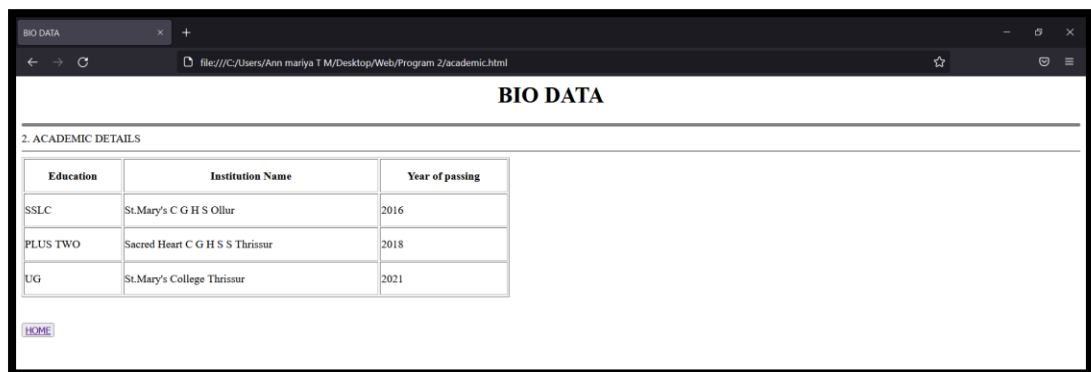 BIO DATA
file:///C:/Users/Ann mariya T M/Desktop/Web/Program 2/academic.html
BIO DATA
2. ACADEMIC DETAILS
Education Institution Name Year of passing
SSLC St.Mary's C G H S Ollur 2016
PLUS TWO Sacred Heart C G H S S Thrissur 2018
UG St.Mary's College Thrissur 2021
HOME